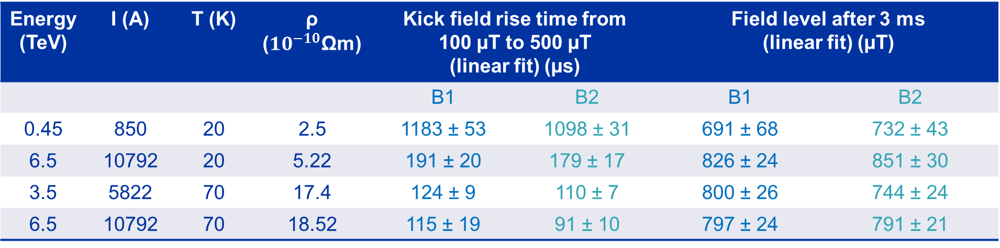 Energy (TeV) I (A) T (K) ρ (10⁻¹⁰Ωm) Kick field rise time from 100 µT to 500 µT (linear fit) (µs) Field level after 3 ms (linear fit) (µT)
B1 B2 B1 B2
0.45 850 20 2.5 1183 ± 53 1098 ± 31 691 ± 68 732 ± 43
6.5 10792 20 5.22 191 ± 20 179 ± 17 826 ± 24 851 ± 30
3.5 5822 70 17.4 124 ± 9 110 ± 7 800 ± 26 744 ± 24
6.5 10792 70 18.52 115 ± 19 91 ± 10 797 ± 24 791 ± 21